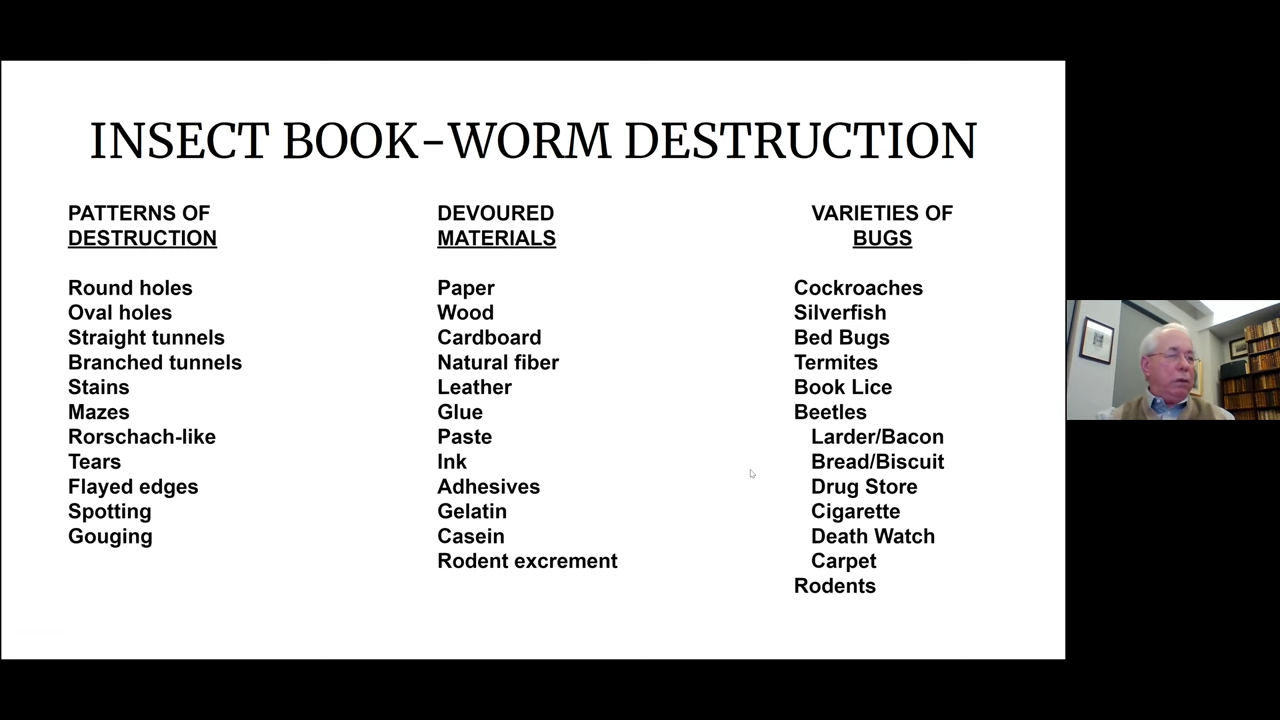 INSECT BOOK-WORM DESTRUCTION
PATTERNS OF
DESTRUCTION
Round holes
Oval holes
Straight tunnels
Branched tunnels
Stains
Mazes
Rorschach-like
Tears
Flayed edges
Spotting
Gouging
DEVOURED
MATERIALS
Paper
Wood
Cardboard
Natural fiber
Leather
Glue
Paste
Ink
Adhesives
Gelatin
Casein
Rodent excrement
VARIETIES OF
BUGS
Cockroaches
Silverfish
Bed Bugs
Termites
Book Lice
Beetles
Larder/Bacon
Bread/Biscuit
Drug Store
Cigarette
Death Watch
Carpet
Rodents